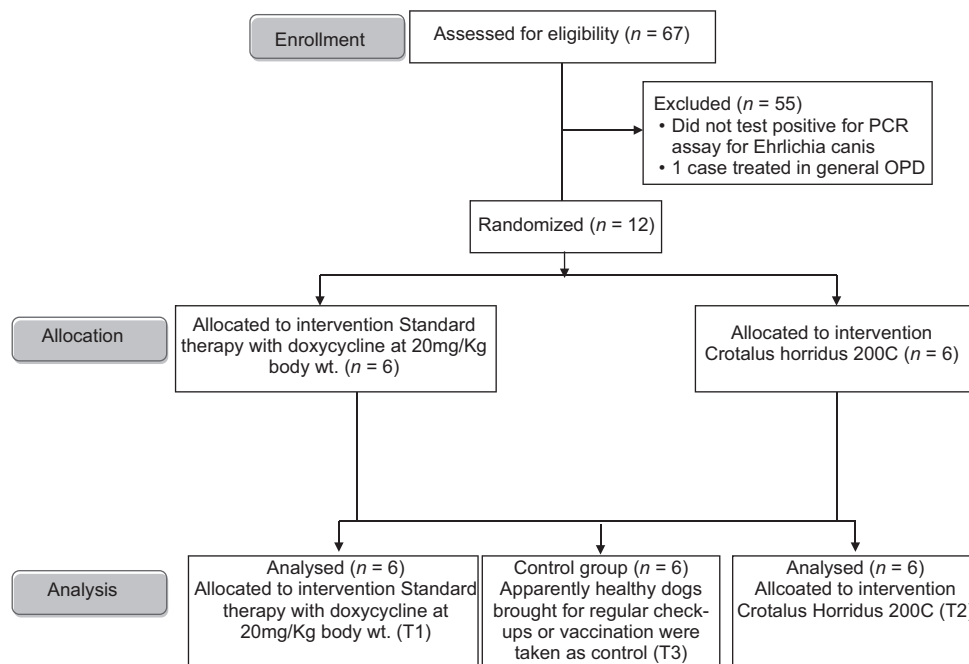 Enrollment
Assessed for eligibility (n = 67)
Excluded (n = 55)
• Did not test positive for PCR
assay for Ehrlichia canis
• 1 case treated in general OPD
Randomized (n = 12)
Allocation
Allocated to intervention Standard
therapy with doxycycline at 20mg/Kg
body wt. (n = 6)
Allocated to intervention
Crotalus horridus 200C (n = 6)
Analysis
Analysed (n = 6)
Allocated to intervention Standard
therapy with doxycycline at
20mg/Kg body wt. (T1)
Control group (n = 6)
Apparently healthy dogs
brought for regular check-
ups or vaccination were
taken as control (T3)
Analysed (n = 6)
Allocated to intervention
Crotalus Horridus 200C (T2)